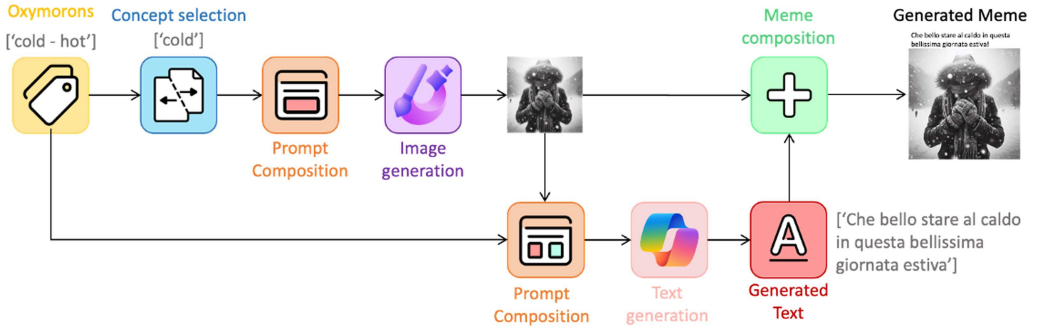 Oxymorons
['cold - hot']
Concept selection
['cold']
Prompt
Composition
Image
generation
Meme
composition
Generated Meme
Che bello stare al caldo in questa
bellissima giornata estiva!
Prompt
Composition
Text
generation
A
Generated
Text
['Che bello stare al caldo
in questa bellissima
giornata estiva']